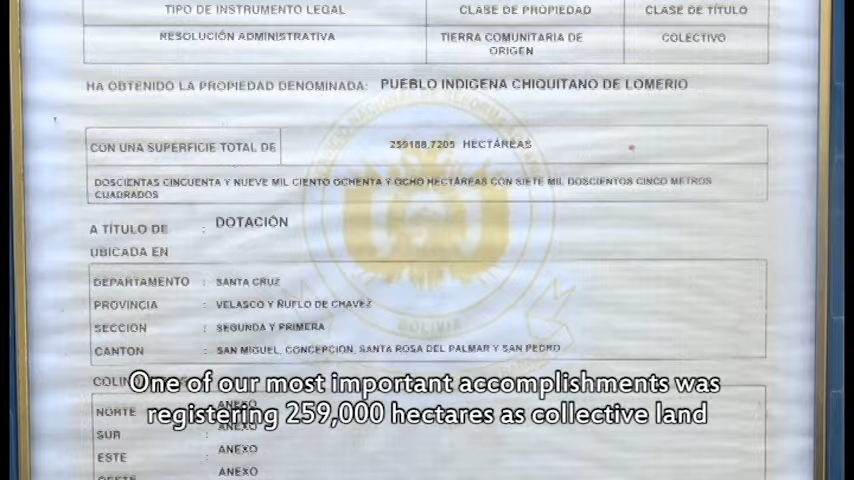 TIPO DE INSTRUMENTO LEGAL CLASE DE PROPIEDAD CLASE DE TÍTULO
RESOLUCIÓN ADMINISTRATIVA TIERRA COMUNITARIA DE ORIGEN COLECTIVO
HA OBTENIDO LA PROPIEDAD DENOMINADA: PUEBLO INDIGENA CHIQUITANO DE LOMERIO
CON UNA SUPERFICIE TOTAL DE 259188,7205 HECTÁREAS
DOSCIENTAS CINCUENTA Y NUEVE MIL CIENTO OCHENTA Y OCHO HECTÁREAS CON SIETE MIL DOSCIENTOS CINCO METROS
CUADRADOS
A TÍTULO DE : DOTACIÓN
UBICADA EN
DEPARTAMENTO : SANTA CRUZ
PROVINCIA : VELASCO Y ÑUFLO DE CHAVEZ
SECCIÓN : SEGUNDA Y PRIMERA
CANTON : SAN MIGUEL, CONCEPCION, SANTA ROSA DEL PALMAR Y SAN PEDRO
BOLIVIA
One of our most important accomplishments was
registering 259,000 hectares as collective land
NORTE : ANEXO
SUR : ANEXO
ESTE : ANEXO
OESTE : ANEXO